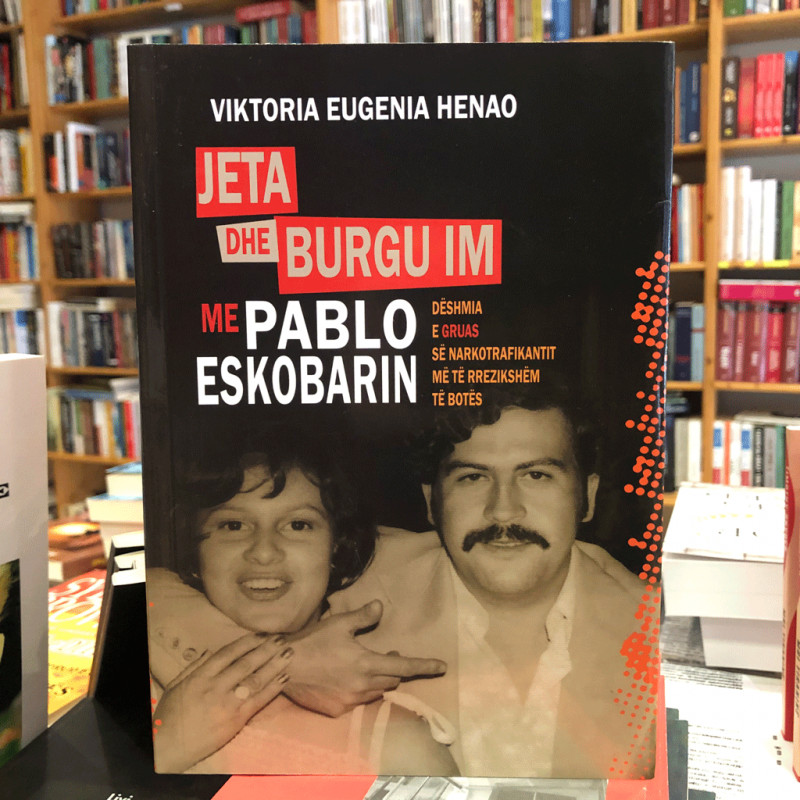 VIKTORIA EUGENIA HENAO
JETA
DHE BURGU IM
ME PABLO
ESKOBARIN
DËSHMIA
E GRUAS
SË NARKOTRAFIKANTIT
MË TË RREZIKSHËM
TË BOTËS